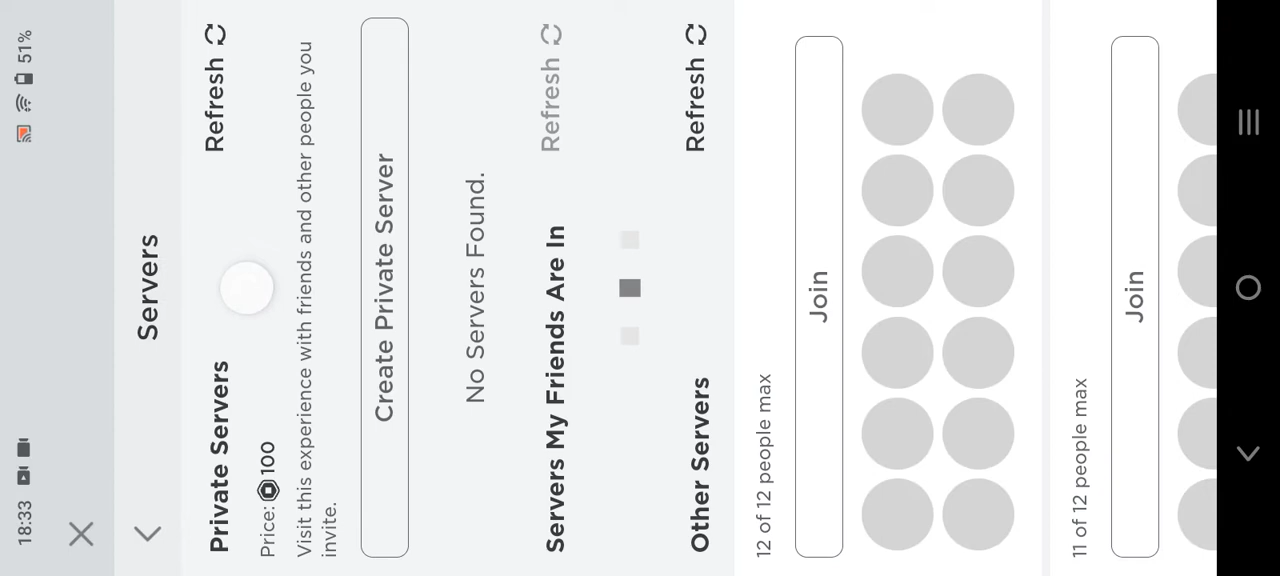 18:33
51%
Servers
Private Servers
Refresh
Price: 100
Visit this experience with friends and other people you
invite.
Create Private Server
No Servers Found.
Servers My Friends Are In
Refresh
Other Servers
Refresh
12 of 12 people max
Join
11 of 12 people max
Join